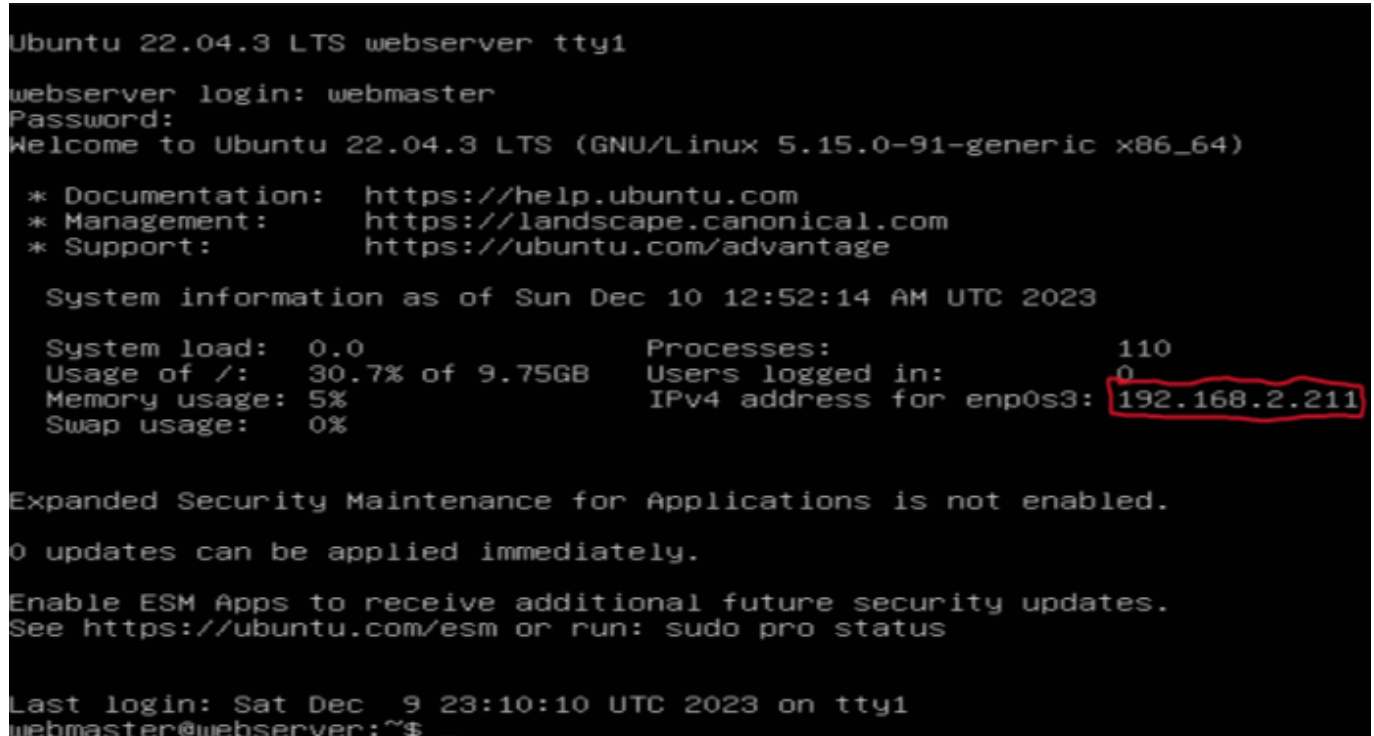 Ubuntu 22.04.3 LTS webserver tty1
webserver login: webmaster
Password:
Welcome to Ubuntu 22.04.3 LTS (GNU/Linux 5.15.0-91-generic x86_64)
* Documentation: https://help.ubuntu.com
* Management: https://landscape.canonical.com
* Support: https://ubuntu.com/advantage
System information as of Sun Dec 10 12:52:14 AM UTC 2023
System load: 0.0 Processes: 110
Usage of /: 30.7% of 9.75GB Users logged in: 0
Memory usage: 5% IPv4 address for enp0s3: 192.168.2.211
Swap usage: 0%
Expanded Security Maintenance for Applications is not enabled.
0 updates can be applied immediately.
Enable ESM Apps to receive additional future security updates.
See https://ubuntu.com/esm or run: sudo pro status
Last login: Sat Dec 9 23:10:10 UTC 2023 on tty1
webmaster@webserver:~$